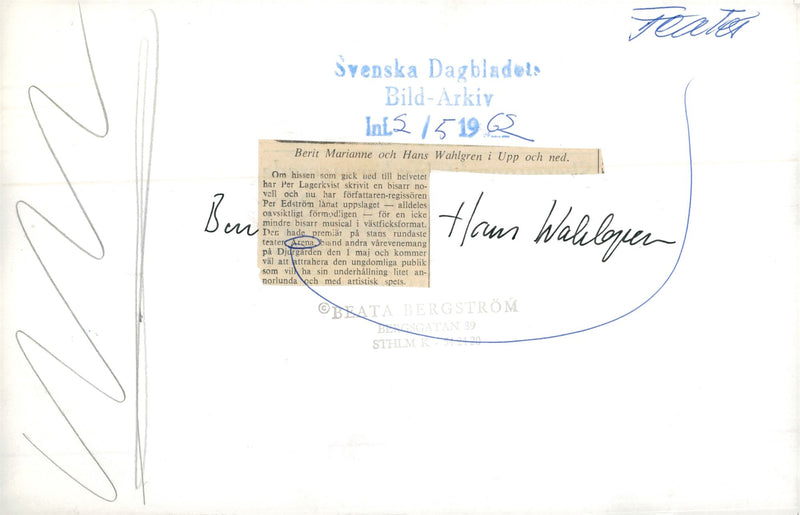 Teater
Svenska Dagbladets
Bild-Arkiv
Ink. 2/5 1962
Berit Marianne och Hans Wahlgren i Upp och ned.
Om hissen som gick ned till helvetet
har Per Lagerkvist skrivit en bisarr no-
vell och nu har författaren-regissören
Per Edström lånat uppslaget — alldeles
oavsiktligt förmodligen — för en icke
mindre bisarr musical i västficksformat.
Den hade premiär på stans rundaste
teater Arena bland andra vårevenemang
på Djurgården den 1 maj och kommer
väl att attrahera den ungdomliga publik
som vill ha sin underhållning litet an-
norlunda och med artistisk spets.
Beri Hans Wahlgren
©BEATA BERGSTRÖM
BERGSGATAN 39
STHLM K